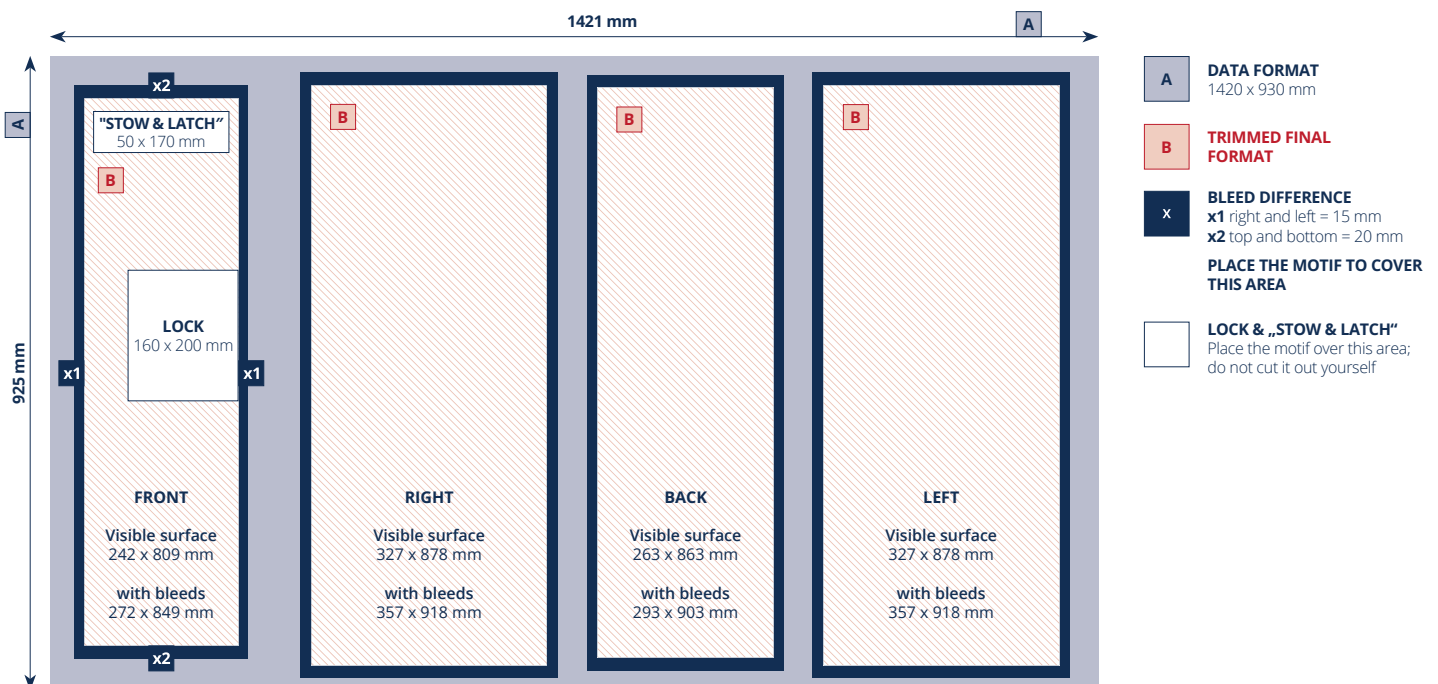 1421 mm
A
A
925 mm
x2
"STOW & LATCH”
50 x 170 mm
B
LOCK
160 x 200 mm
x1
x1
FRONT
Visible surface
242 x 809 mm
with bleeds
272 x 849 mm
x2
B
RIGHT
Visible surface
327 x 878 mm
with bleeds
357 x 918 mm
B
BACK
Visible surface
263 x 863 mm
with bleeds
293 x 903 mm
B
LEFT
Visible surface
327 x 878 mm
with bleeds
357 x 918 mm
A
DATA FORMAT
1420 x 930 mm
B
TRIMMED FINAL
FORMAT
x
BLEED DIFFERENCE
x1 right and left = 15 mm
x2 top and bottom = 20 mm
PLACE THE MOTIF TO COVER
THIS AREA
LOCK & „STOW & LATCH“
Place the motif over this area;
do not cut it out yourself